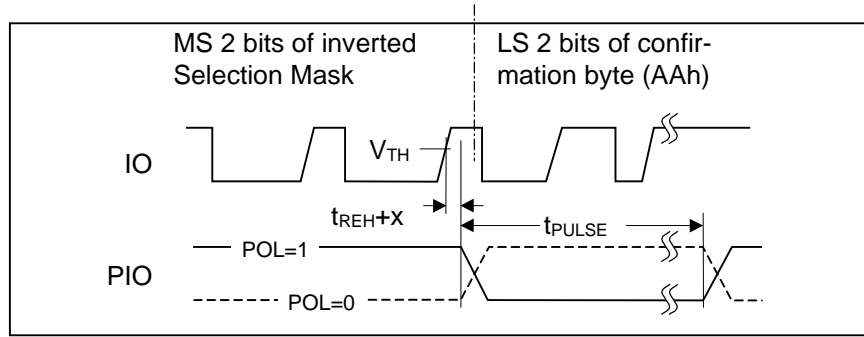 MS 2 bits of inverted
Selection Mask
LS 2 bits of confir-
mation byte (AAh)
IO
VTH
tREH+x
tPULSE
PIO
POL=1
POL=0